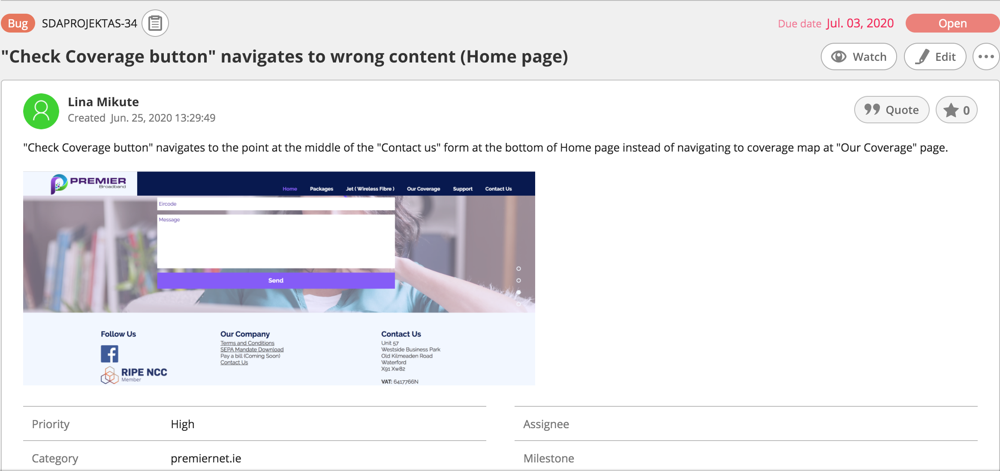 Bug SDAPROJEKTAS-34 Due date Jul. 03, 2020 Open
"Check Coverage button" navigates to wrong content (Home page) Watch Edit
Lina Mikute
Created Jun. 25, 2020 13:29:49
Quote 0
"Check Coverage button" navigates to the point at the middle of the "Contact us" form at the bottom of Home page instead of navigating to coverage map at "Our Coverage" page.
PREMIER
Broadband
Home Packages Jet ( Wireless Fibre ) Our Coverage Support Contact Us
Eircode
Message
Send
Follow Us
RIPE NCC
Member
Our Company
Terms and Conditions
SEPA Mandate Download
Pay a bill (Coming Soon)
Contact Us
Contact Us
Unit 57
Westside Business Park
Old Kilmeaden Road
Waterford
X91 Xw82
VAT: 6417766N
Priority High Assignee
Category premiernet.ie Milestone